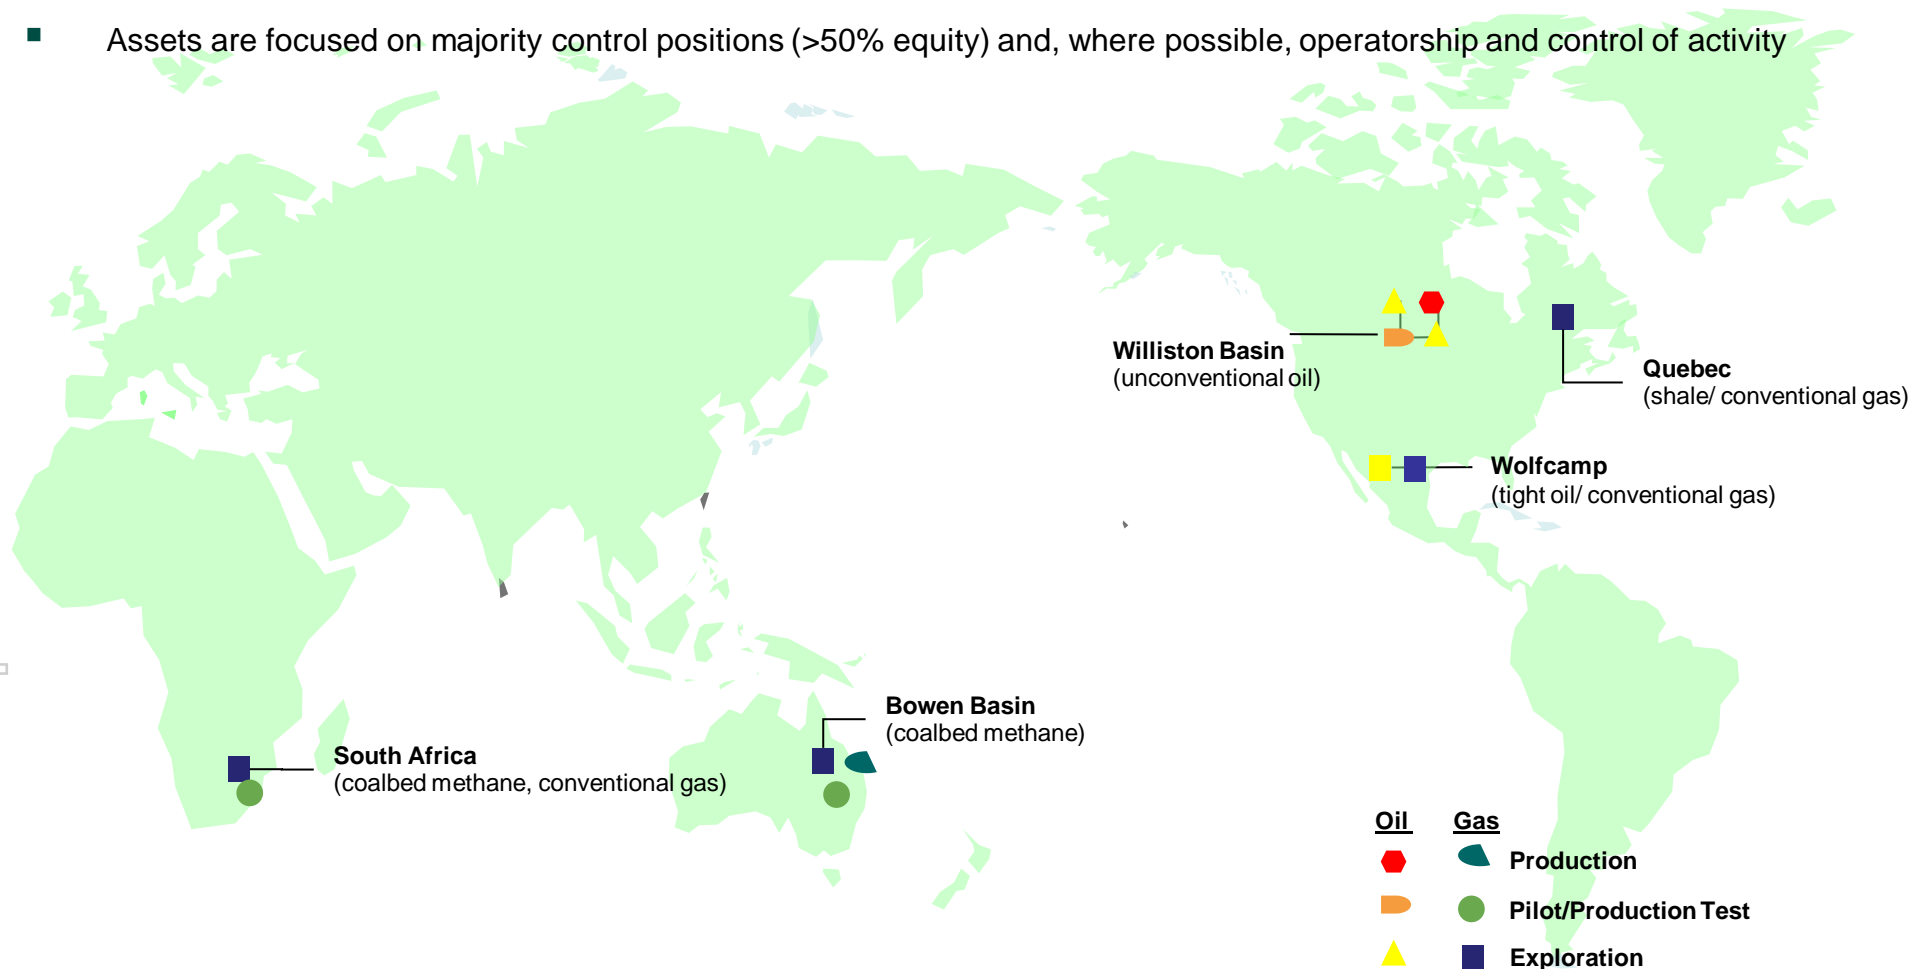 Assets are focused on majority control positions (>50% equity) and, where possible, operatorship and control of activity
Williston Basin
(unconventional oil)
Quebec
(shale/ conventional gas)
Wolfcamp
(tight oil/ conventional gas)
Bowen Basin
(coalbed methane)
South Africa
(coalbed methane, conventional gas)
Oil Gas
Production
Pilot/Production Test
Exploration